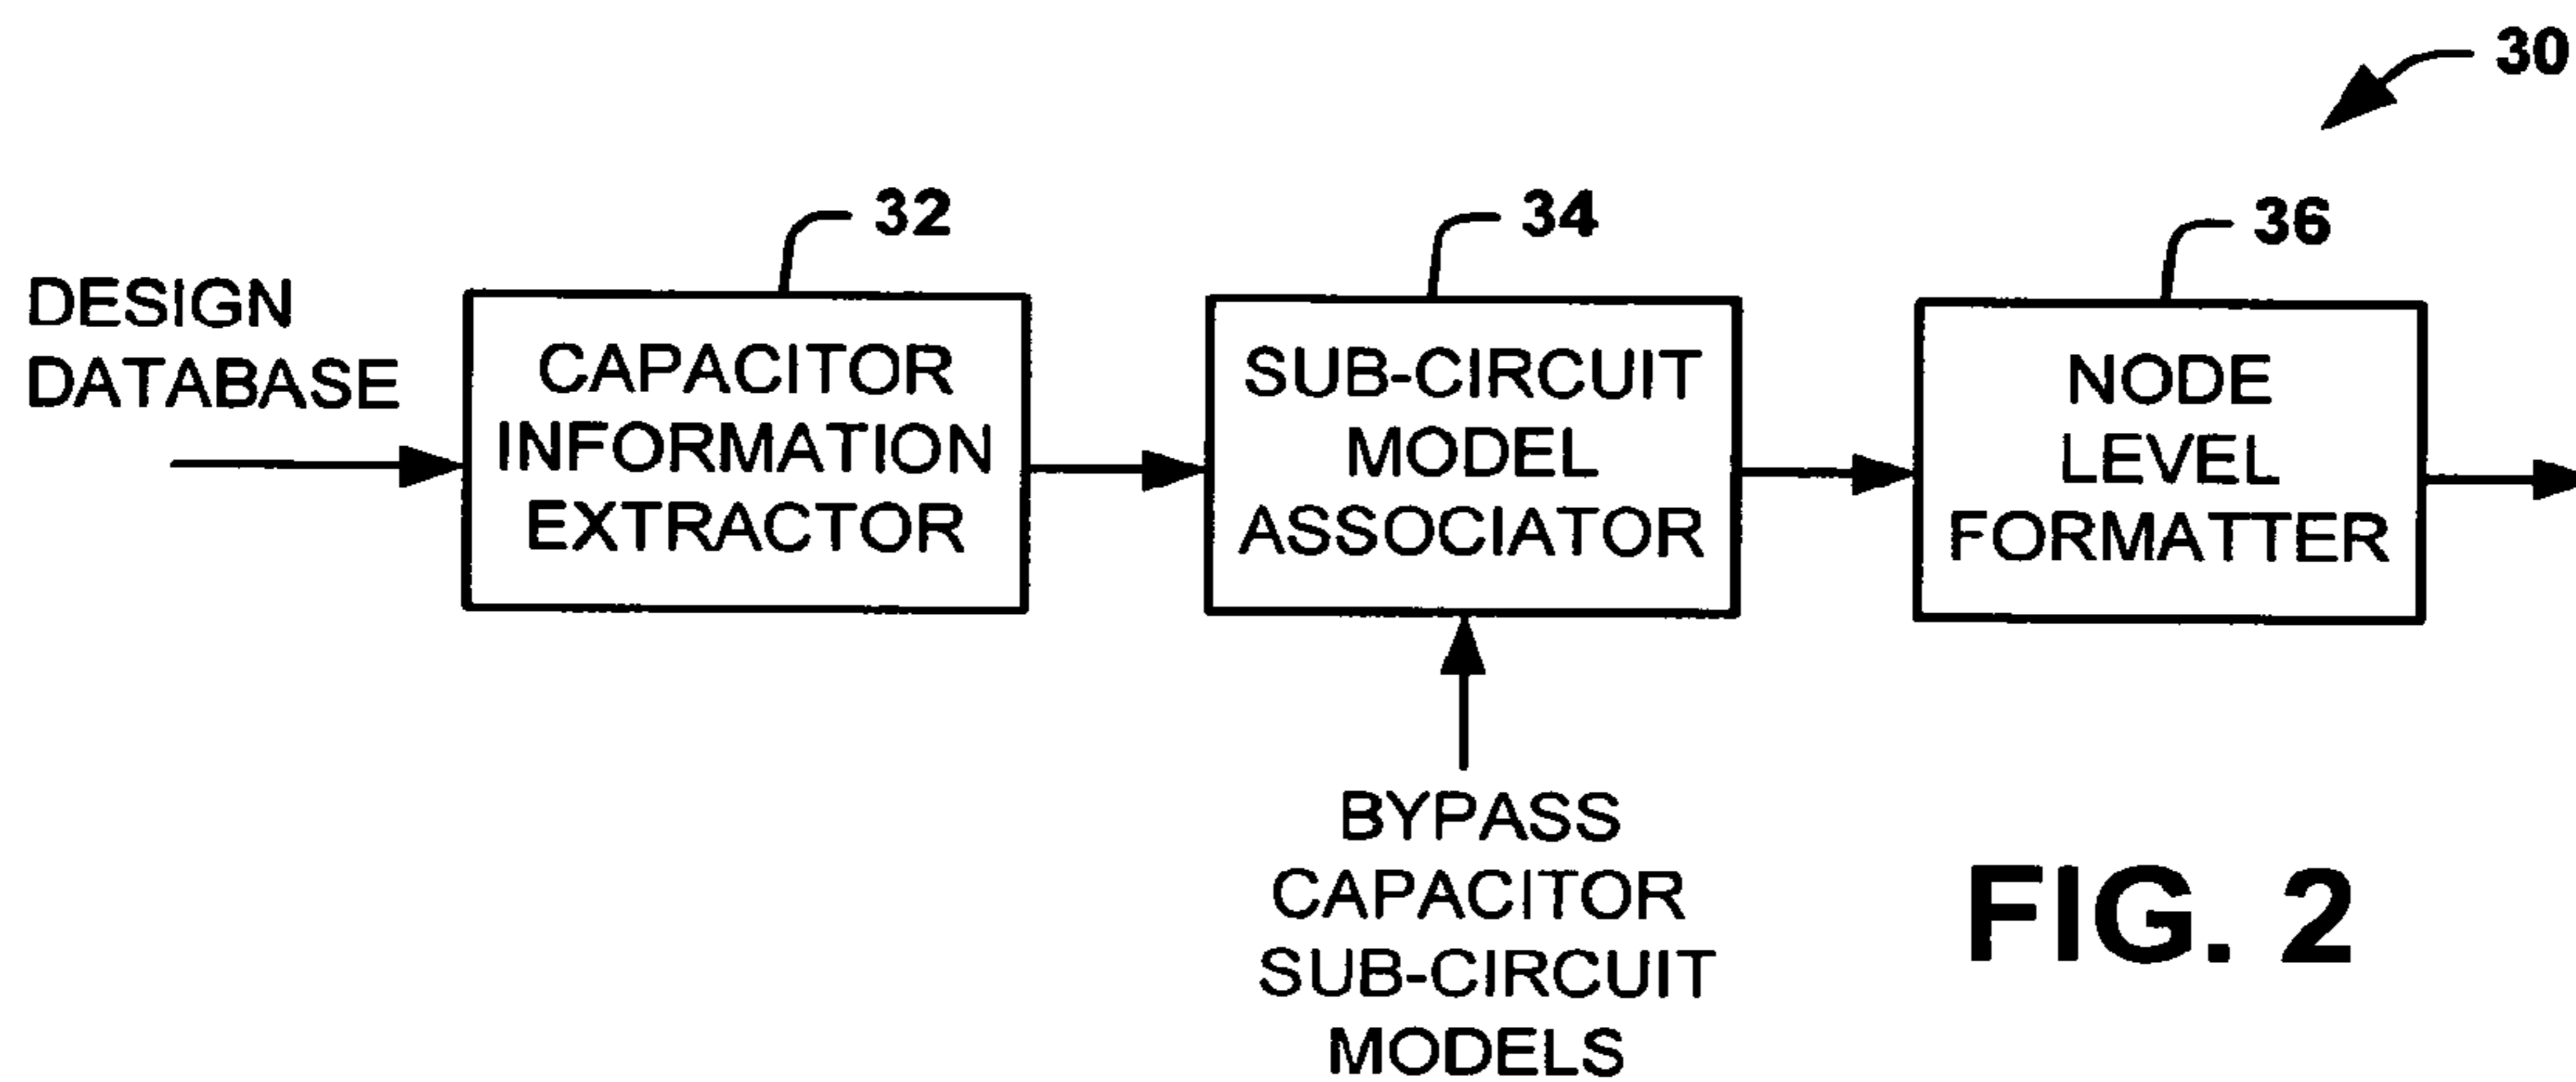 30
32
34
36
DESIGN
DATABASE
CAPACITOR
INFORMATION
EXTRACTOR
SUB-CIRCUIT
MODEL
ASSOCIATOR
NODE
LEVEL
FORMATTER
BYPASS
CAPACITOR
SUB-CIRCUIT
MODELS
FIG. 2